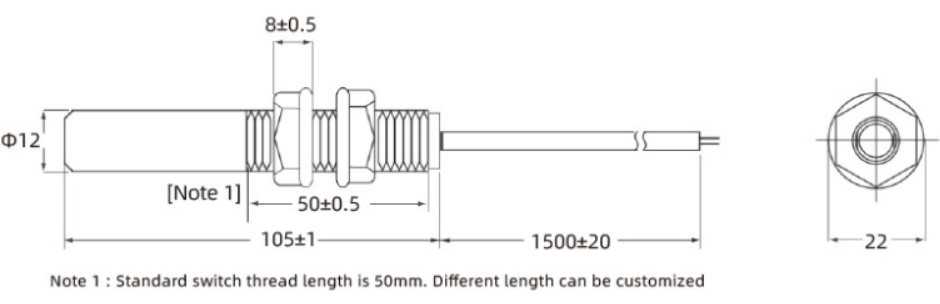 8±0.5
Φ12
[Note 1]
50±0.5
105±1
1500±20
22
Note 1 : Standard switch thread length is 50mm. Different length can be customized